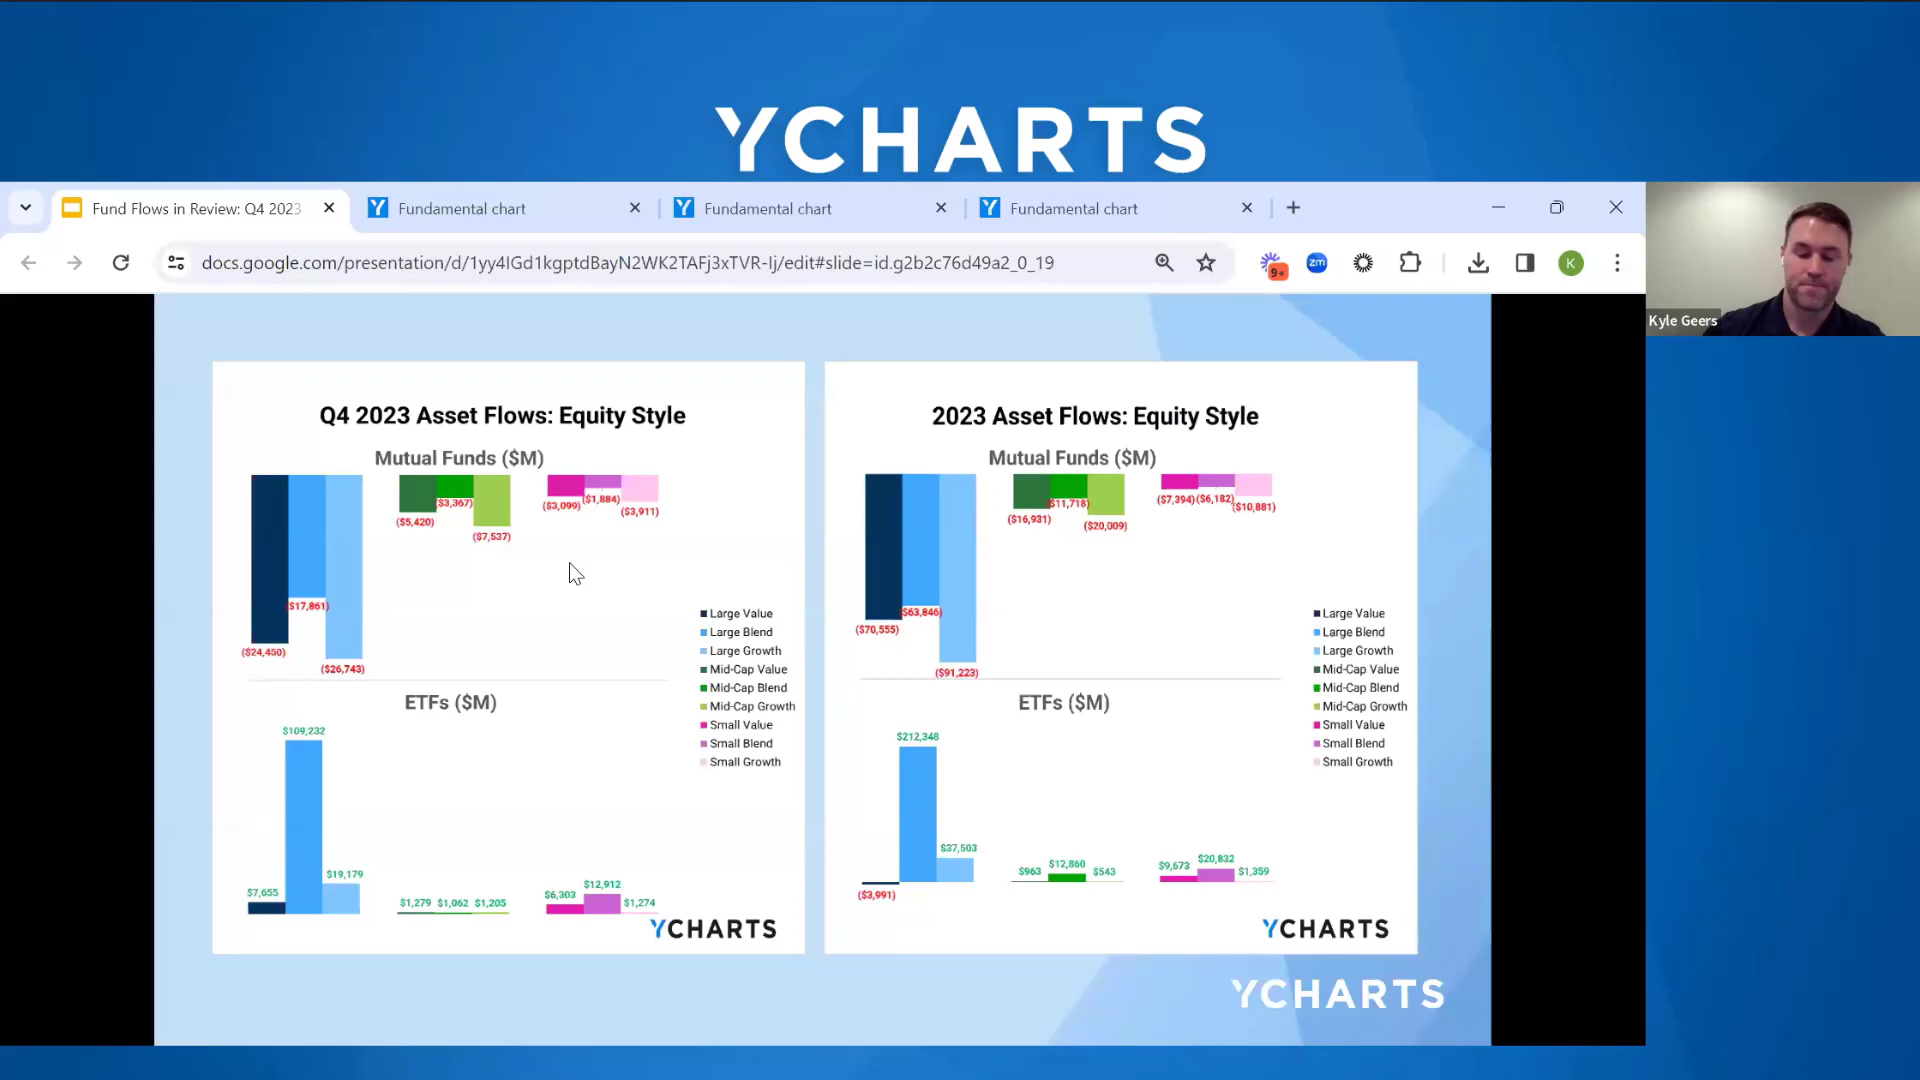 YCHARTS
Fund Flows in Review: Q4 2023
Fundamental chart
Fundamental chart
Fundamental chart
docs.google.com/presentation/d/1yy4IGd1kgptdBayN2WK2TAFj3xTVR-Ij/edit#slide=id.g2b2c76d49a2_0_19
9+
zm
K
Kyle Geers
Q4 2023 Asset Flows: Equity Style
Mutual Funds ($M)
($24,450)
($17,861)
($26,743)
($5,420)
($3,367)
($7,537)
($3,099)
($1,884)
($3,911)
Large Value
Large Blend
Large Growth
Mid-Cap Value
Mid-Cap Blend
Mid-Cap Growth
Small Value
Small Blend
Small Growth
ETFs ($M)
$7,655
$109,232
$19,179
$1,279
$1,062
$1,205
$6,303
$12,912
$1,274
YCHARTS
2023 Asset Flows: Equity Style
Mutual Funds ($M)
($70,555)
($63,846)
($91,223)
($16,931)
($11,718)
($20,009)
($7,394)
($6,182)
($10,881)
Large Value
Large Blend
Large Growth
Mid-Cap Value
Mid-Cap Blend
Mid-Cap Growth
Small Value
Small Blend
Small Growth
ETFs ($M)
($3,991)
$212,348
$37,503
$963
$12,860
$543
$9,673
$20,832
$1,359
YCHARTS
YCHARTS